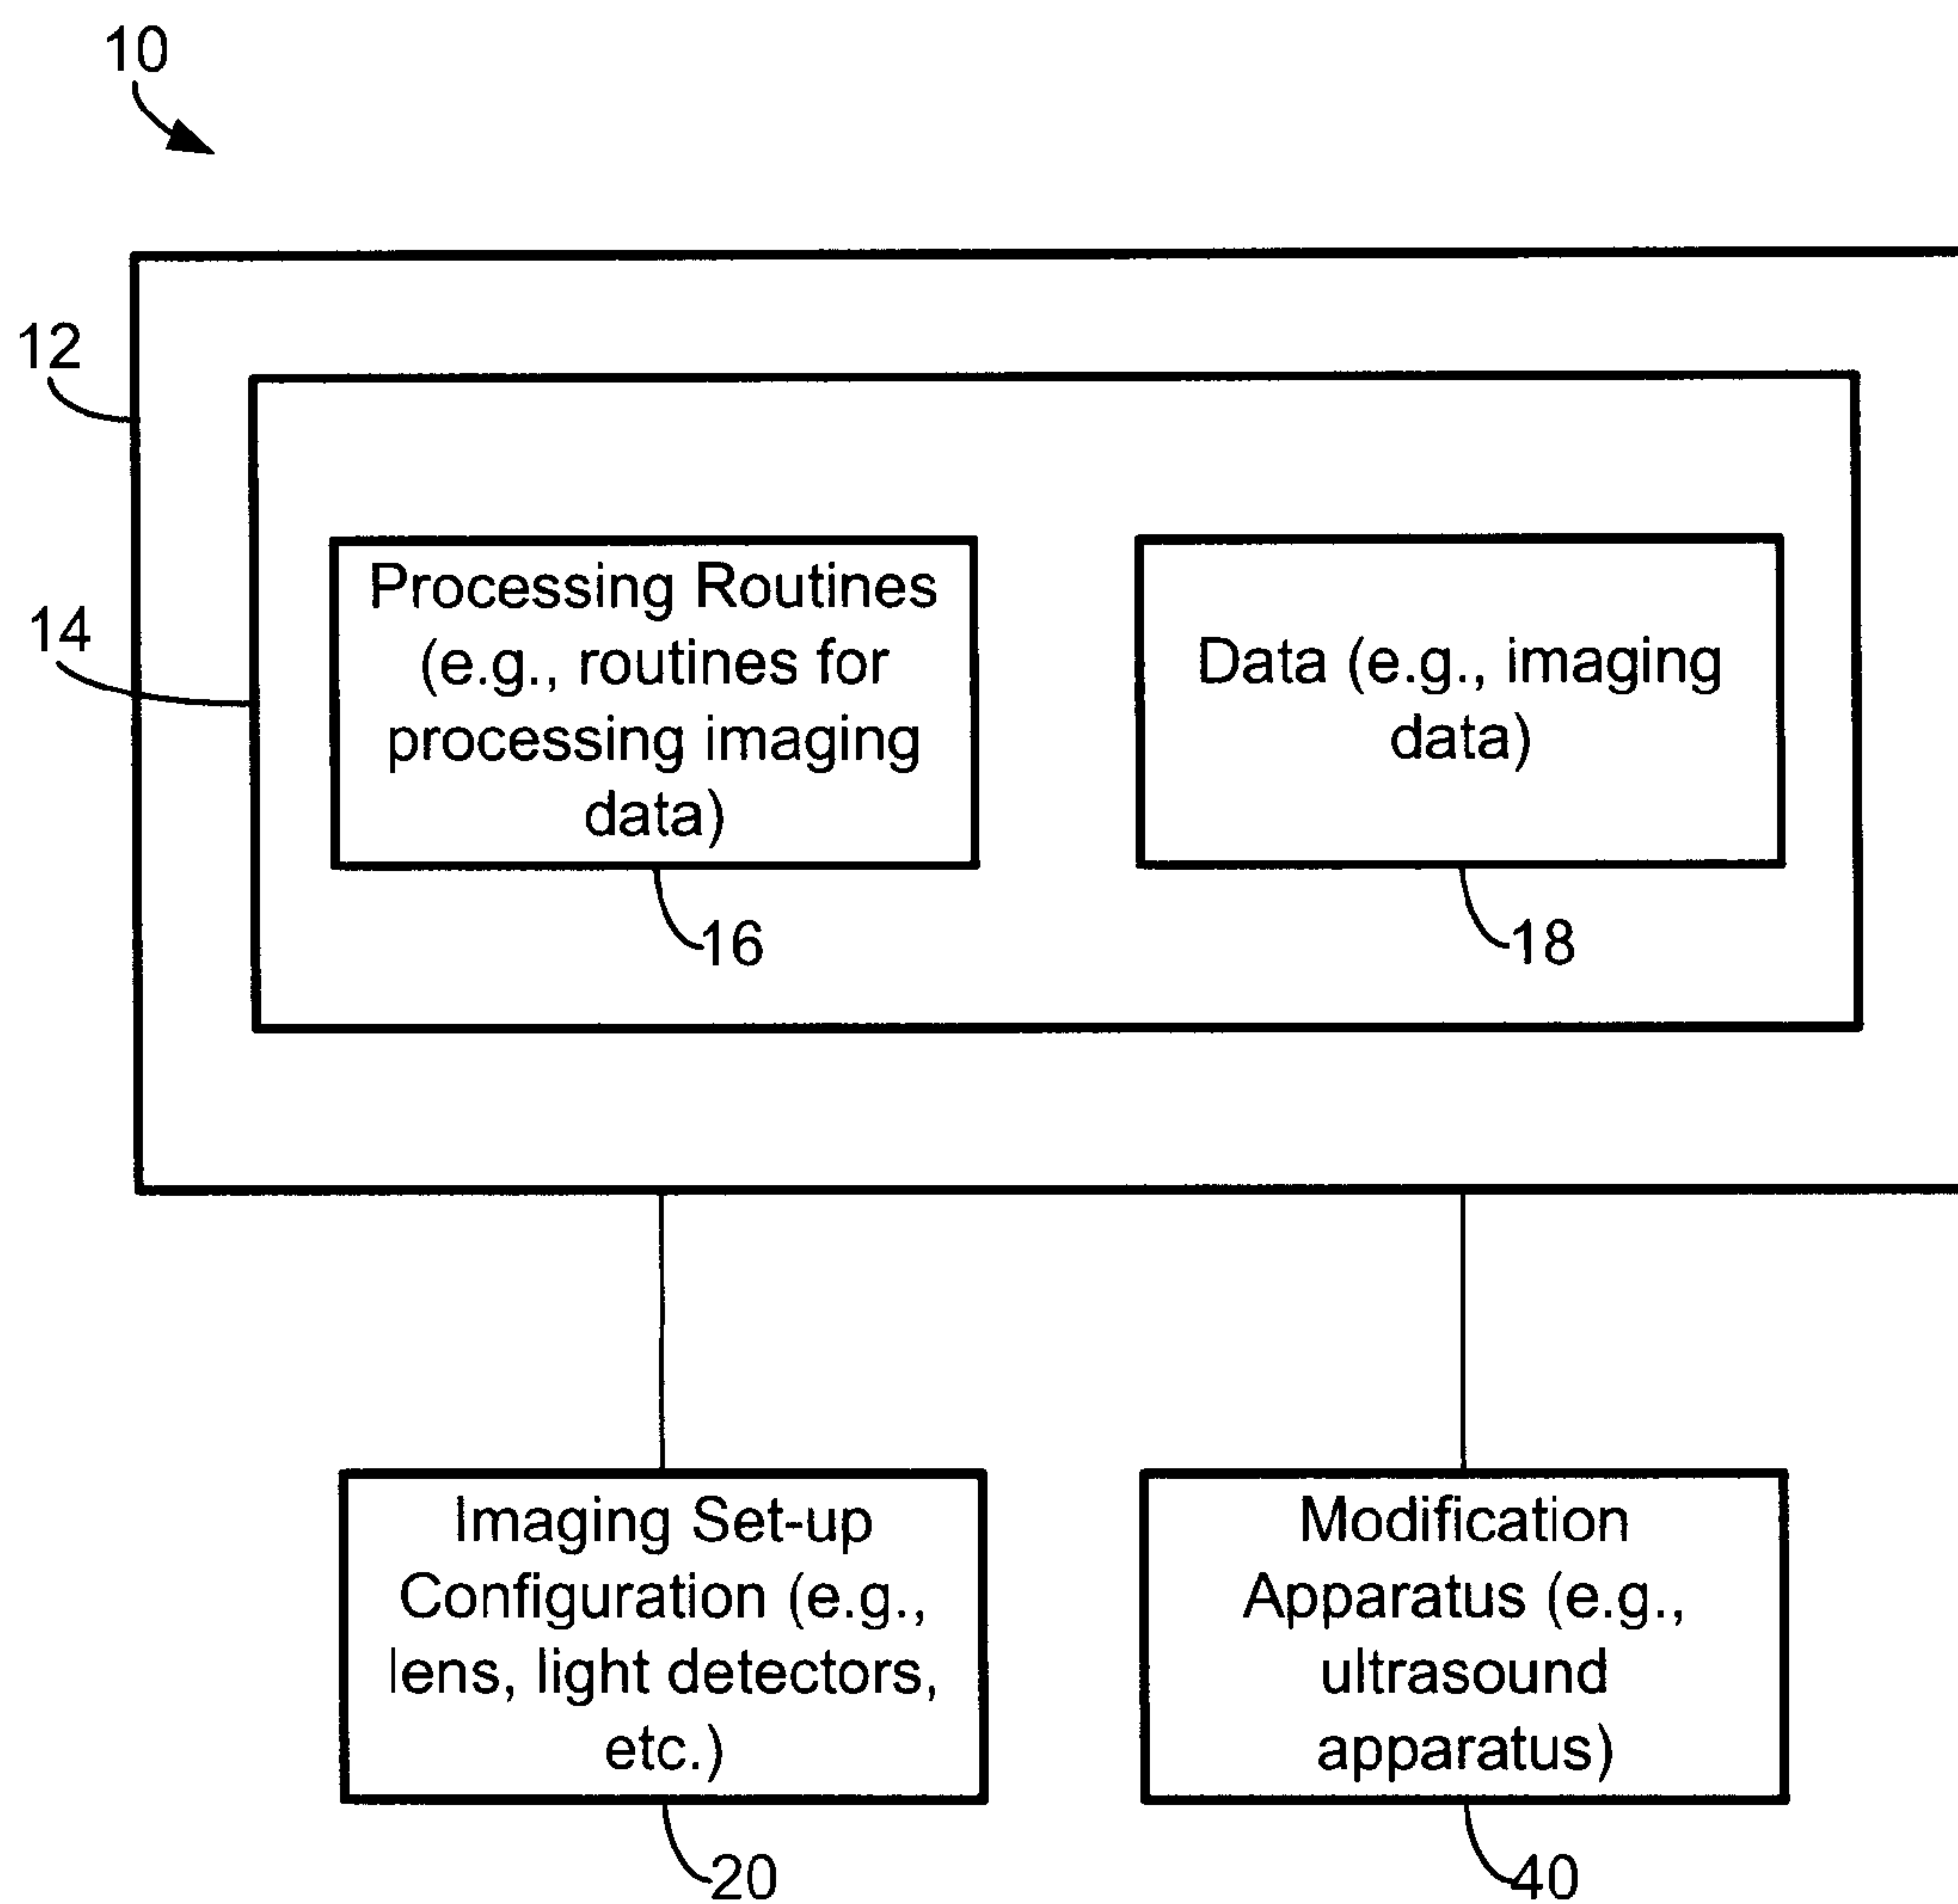 10
12
14
Processing Routines
(e.g., routines for
processing imaging
data)
16
Data (e.g., imaging
data)
18
Imaging Set-up
Configuration (e.g.,
lens, light detectors,
etc.)
20
Modification
Apparatus (e.g.,
ultrasound
apparatus)
40